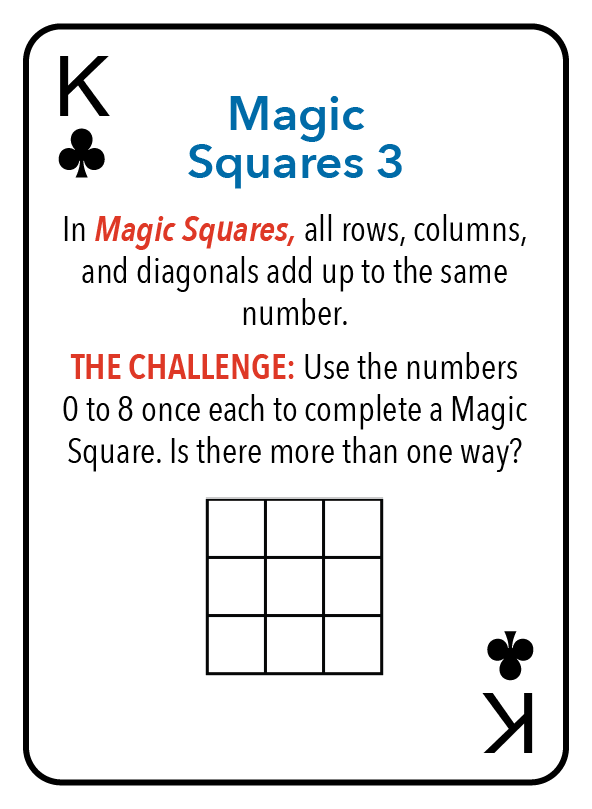 K
Magic
Squares 3
In Magic Squares, all rows, columns,
and diagonals add up to the same
number.
THE CHALLENGE: Use the numbers
0 to 8 once each to complete a Magic
Square. Is there more than one way?
K